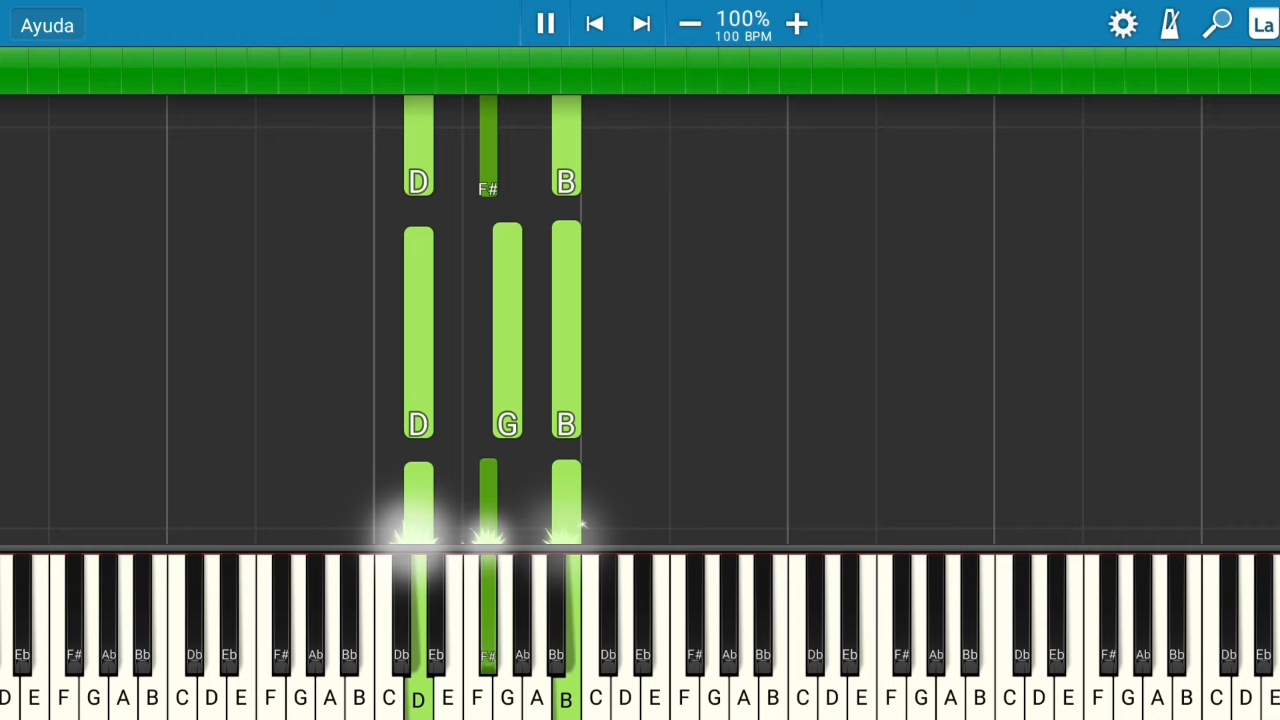 Ayuda
100%
100 BPM
La
D F# B
D G B
Eb F# Ab Bb Db Eb F# Ab Bb Db Eb F# Ab Bb Db Eb F# Ab Bb Db Eb F# Ab Bb Db Eb F# Ab Bb Db Eb
D E F G A B C D E F G A B C D E F G A B C D E F G A B C D E F G A B C D E F G A B C D E